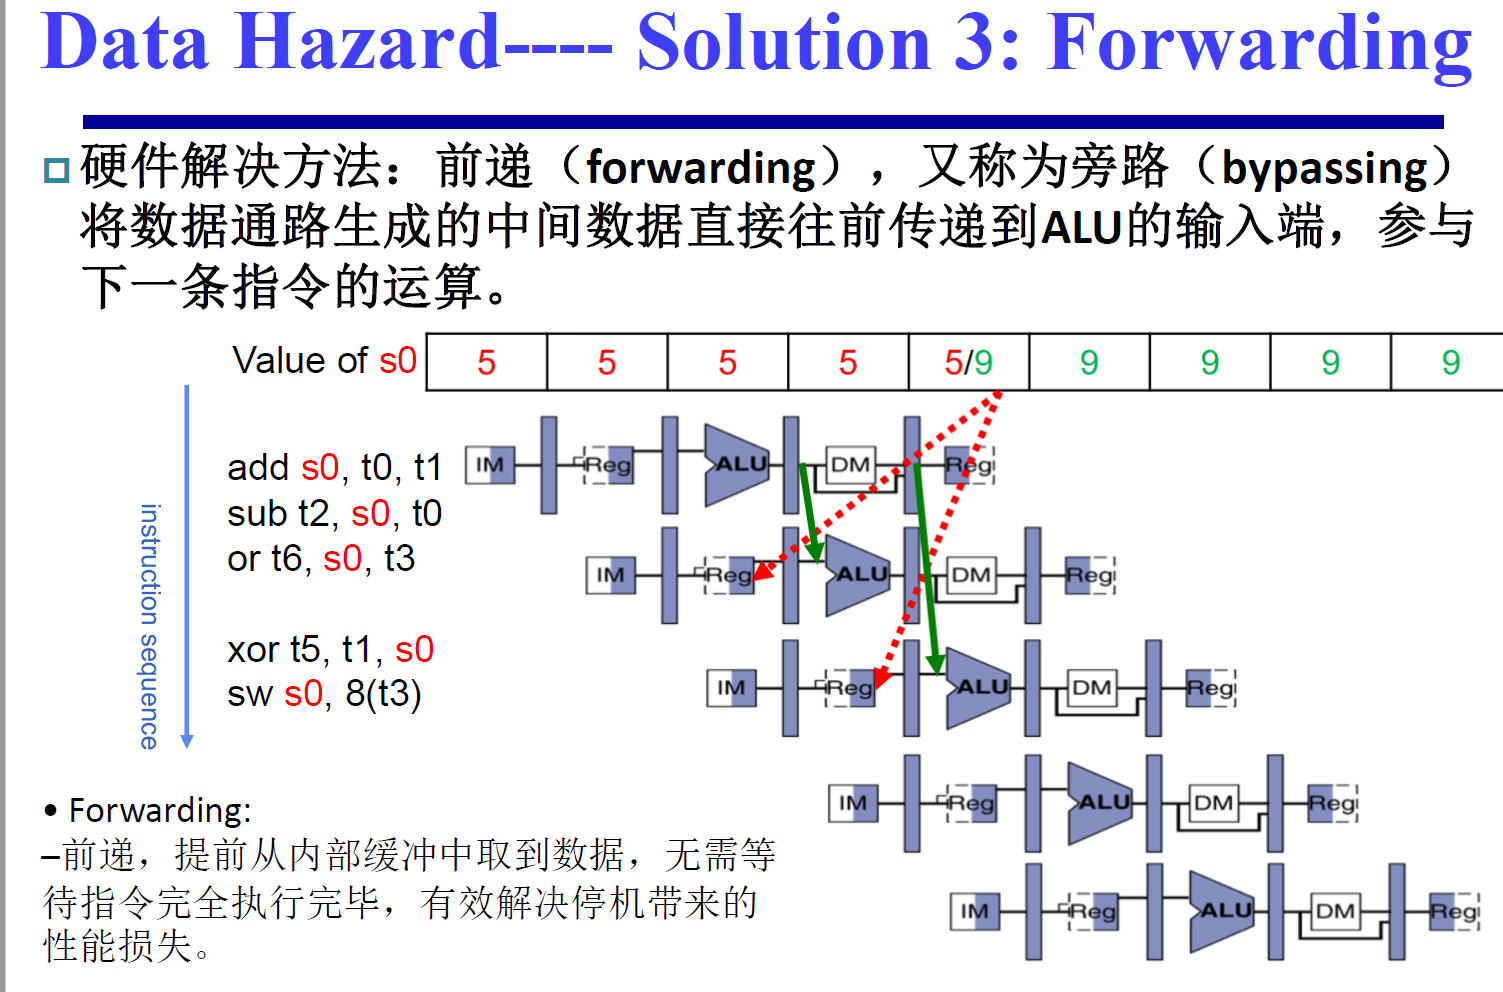 Data Hazard---- Solution 3: Forwarding
硬件解决方法：前递（forwarding），又称为旁路（bypassing）
将数据通路生成的中间数据直接往前传递到ALU的输入端，参与
下一条指令的运算。
Value of s0 5 5 5 5 5/9 9 9 9 9
add s0, t0, t1
sub t2, s0, t0
or t6, s0, t3
xor t5, t1, s0
sw s0, 8(t3)
instruction sequence
IM Reg ALU DM Reg
IM Reg ALU DM Reg
IM Reg ALU DM Reg
IM Reg ALU DM Reg
IM Reg ALU DM Reg
• Forwarding:
–前递，提前从内部缓冲中取到数据，无需等
待指令完全执行完毕，有效解决停机带来的
性能损失。